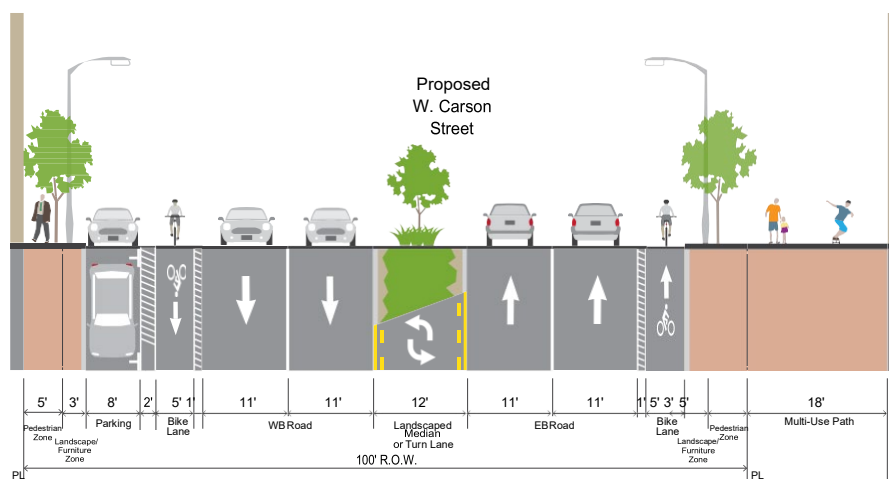 Proposed
W. Carson
Street
5' 3' 8' 2' 5' 1' 11' 11' 12' 11' 11' 1' 5' 3' 5' 18'
Pedestrian
Zone
Landscape/
Furniture
Zone
Parking
Bike
Lane
WB Road
Landscaped
Median
or Turn Lane
EB Road
Bike
Lane
Landscape/
Furniture
Zone
Pedestrian
Zone
Multi-Use Path
100' R.O.W.
PL
PL